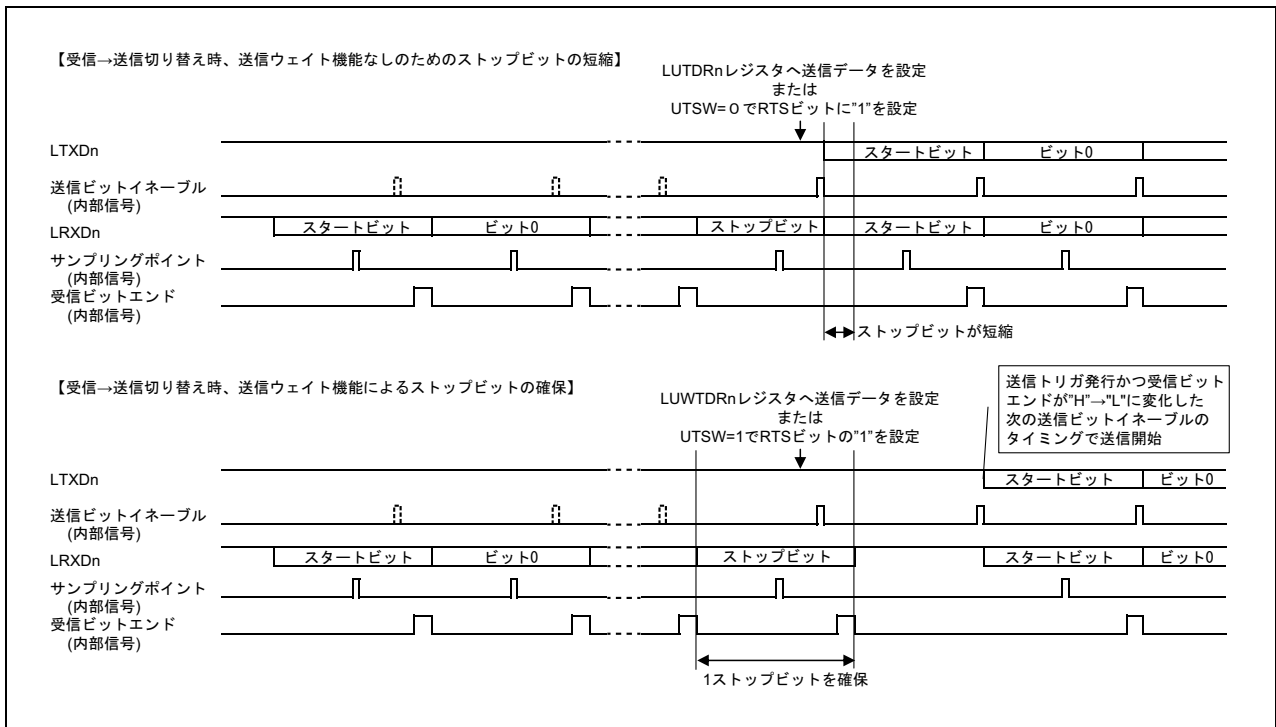 【受信→送信切り替え時、送信ウェイト機能なしのためのストップビットの短縮】
LUTDRnレジスタへ送信データを設定
または
UTSW=０でRTSビットに"1"を設定
LTXDn
スタートビット ビット0
送信ビットイネーブル
(内部信号)
LRXDn
スタートビット ビット0 ストップビット スタートビット ビット0
サンプリングポイント
(内部信号)
受信ビットエンド
(内部信号)
ストップビットが短縮
【受信→送信切り替え時、送信ウェイト機能によるストップビットの確保】
LUWTDRnレジスタへ送信データを設定
または
UTSW=1でRTSビットの"1"を設定
送信トリガ発行かつ受信ビット
エンドが"H"→"L"に変化した
次の送信ビットイネーブルの
タイミングで送信開始
LTXDn
スタートビット ビット0
送信ビットイネーブル
(内部信号)
LRXDn
スタートビット ビット0 ストップビット スタートビット ビット0
サンプリングポイント
(内部信号)
受信ビットエンド
(内部信号)
1ストップビットを確保